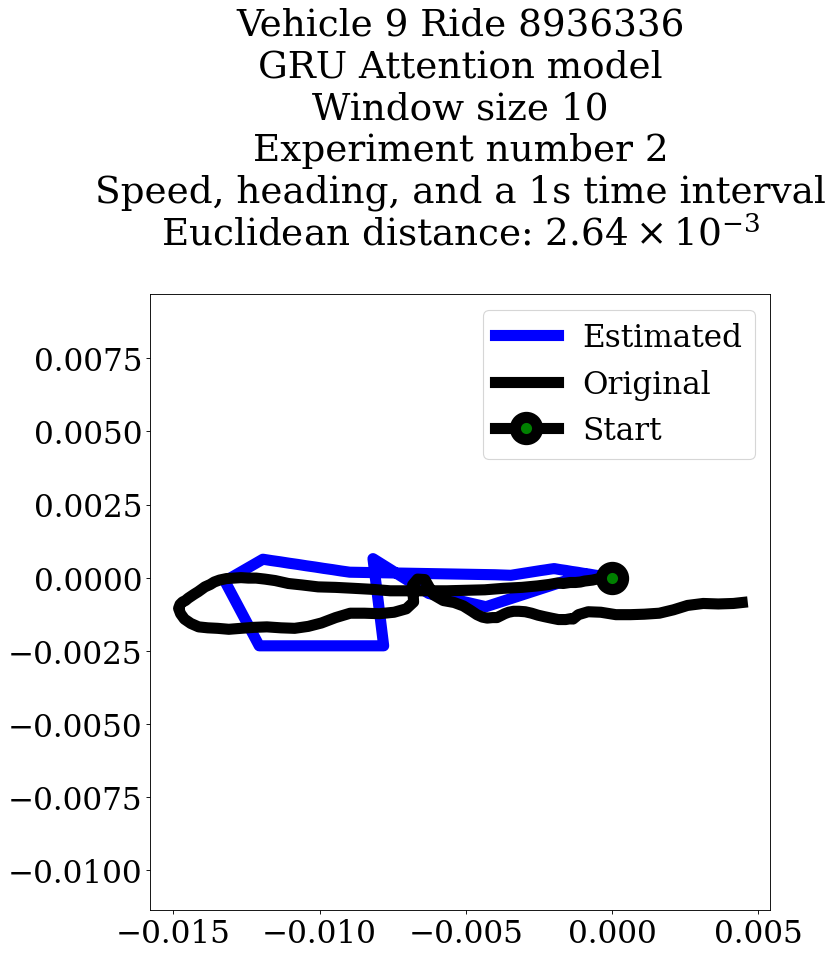 Vehicle 9 Ride 8936336
GRU Attention model
Window size 10
Experiment number 2
Speed, heading, and a 1s time interval
Euclidean distance: 2.64 × 10⁻³
Estimated
Original
Start
0.0075
0.0050
0.0025
0.0000
−0.0025
−0.0050
−0.0075
−0.0100
−0.015 −0.010 −0.005 0.000 0.005